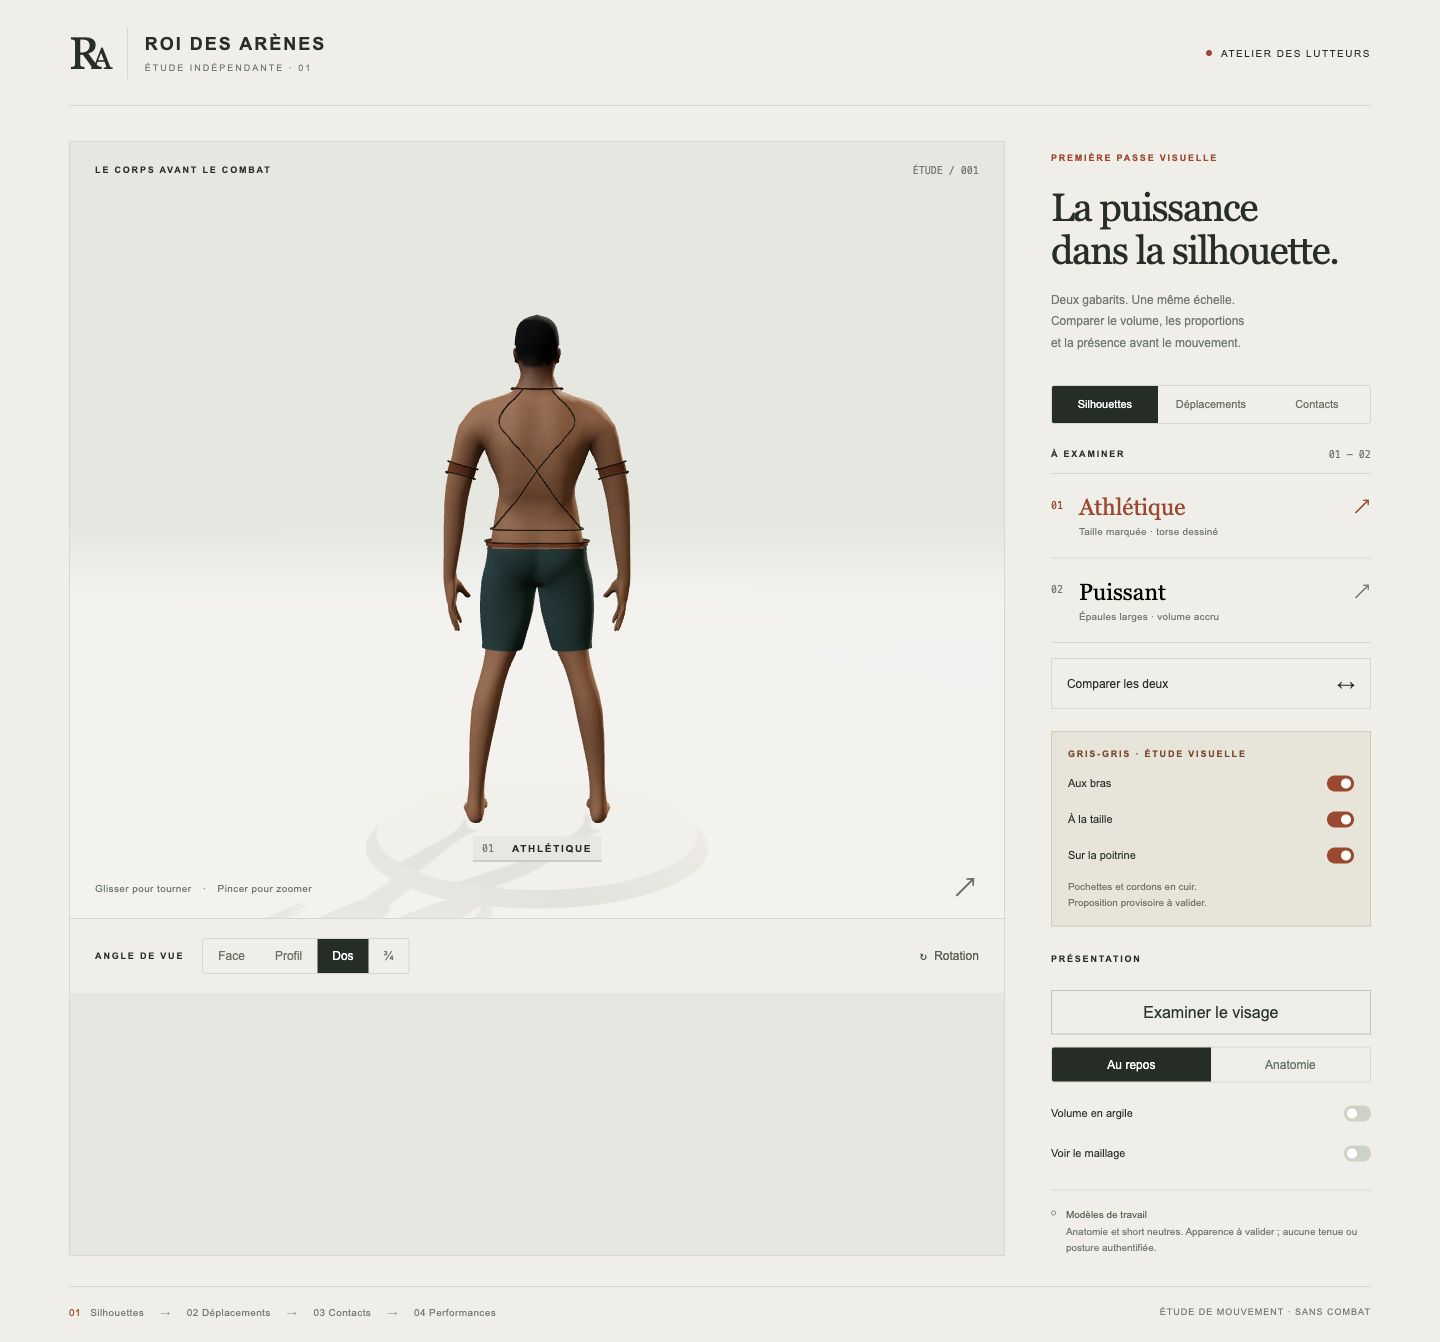 RA
ROI DES ARÈNES
ÉTUDE INDÉPENDANTE · 01
ATELIER DES LUTTEURS
LE CORPS AVANT LE COMBAT
ÉTUDE / 001
01 ATHLÉTIQUE
Glisser pour tourner · Pincer pour zoomer
ANGLE DE VUE
Face
Profil
Dos
¾
↻ Rotation
PREMIÈRE PASSE VISUELLE
La puissance
dans la silhouette.
Deux gabarits. Une même échelle.
Comparer le volume, les proportions
et la présence avant le mouvement.
Silhouettes
Déplacements
Contacts
À EXAMINER
01 — 02
01 Athlétique ↗
Taille marquée · torse dessiné
02 Puissant ↗
Épaules larges · volume accru
Comparer les deux ↔
GRIS-GRIS · ÉTUDE VISUELLE
Aux bras
À la taille
Sur la poitrine
Pochettes et cordons en cuir.
Proposition provisoire à valider.
PRÉSENTATION
Examiner le visage
Au repos
Anatomie
Volume en argile
Voir le maillage
Modèles de travail
Anatomie et short neutres. Apparence à valider ; aucune tenue ou
posture authentifiée.
01 Silhouettes → 02 Déplacements → 03 Contacts → 04 Performances
ÉTUDE DE MOUVEMENT · SANS COMBAT